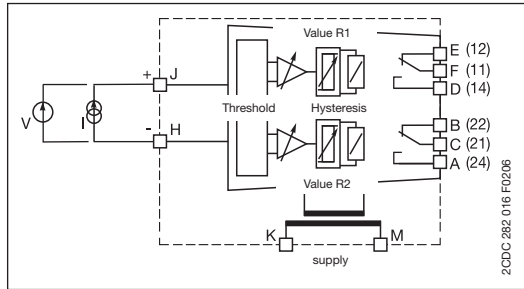 Value R1
E (12)
F (11)
D (14)
+ J
V
I
Threshold
Hysteresis
- H
B (22)
C (21)
A (24)
Value R2
K
M
supply
2CDC 282 016 F0206